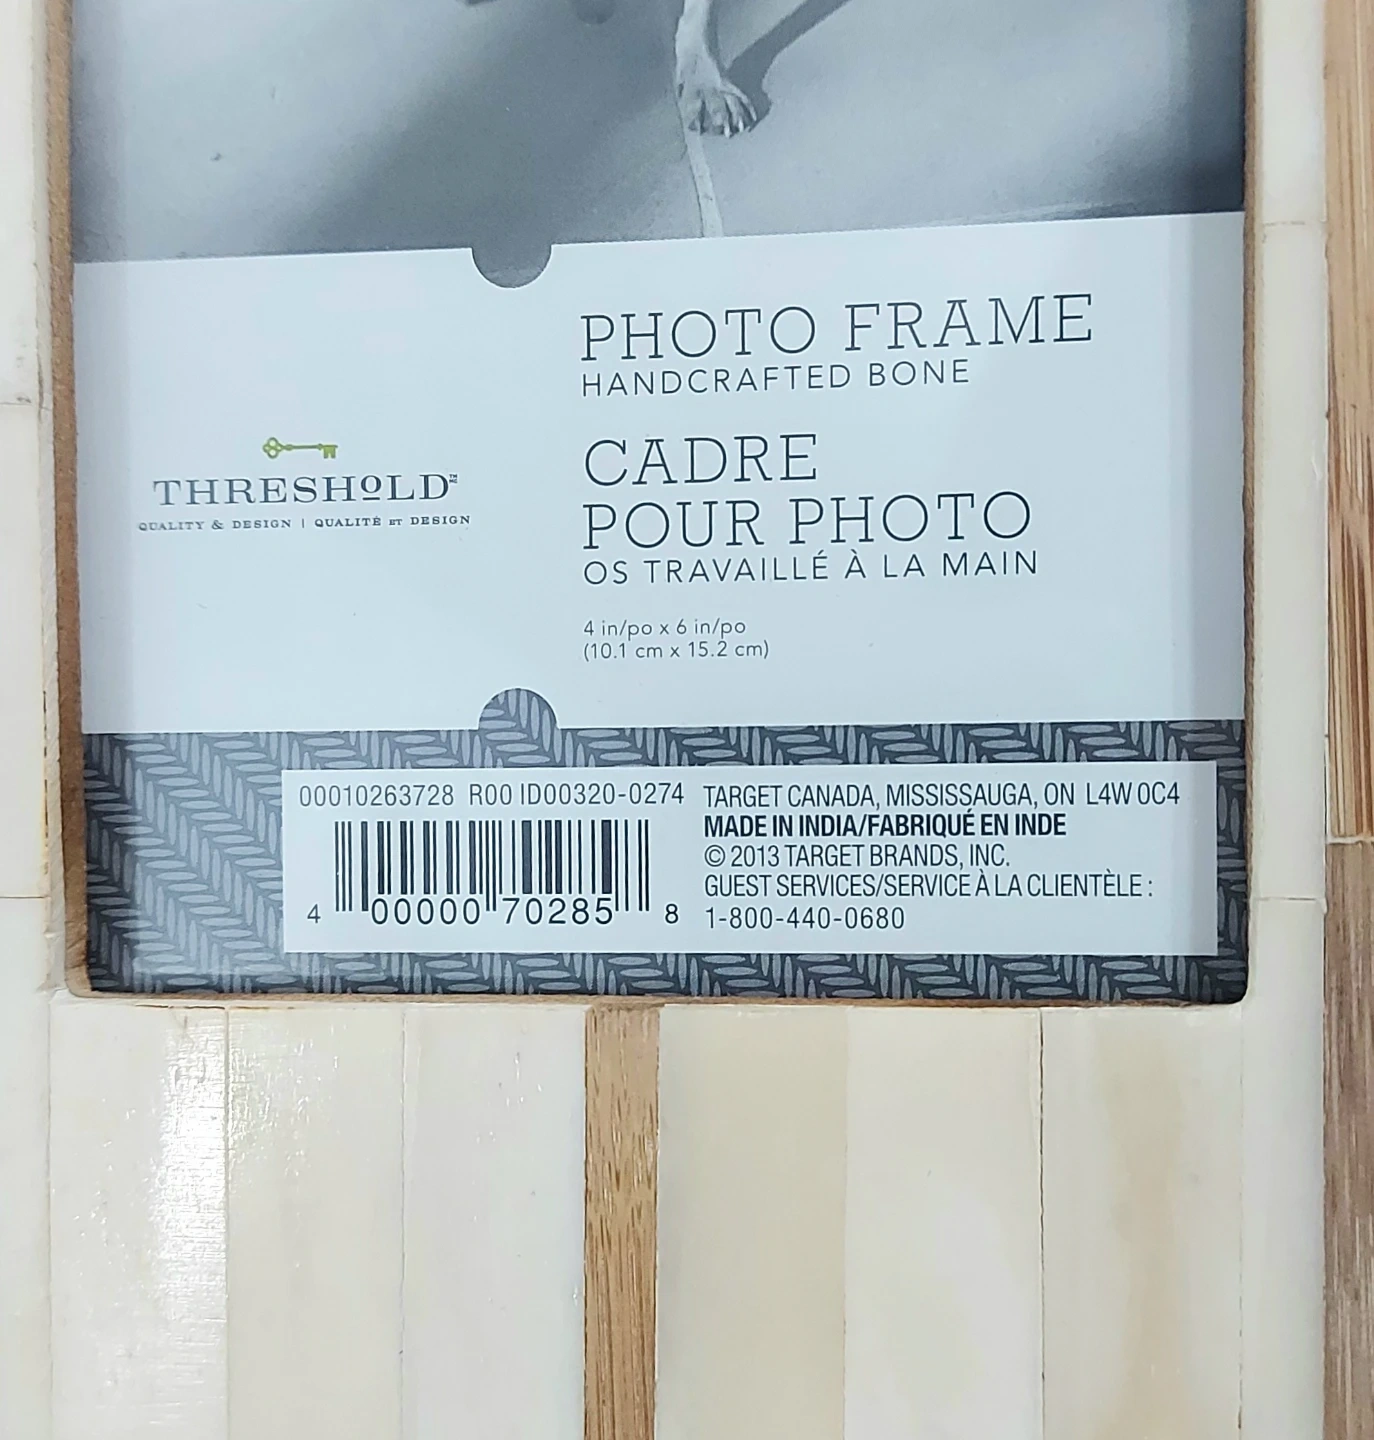 PHOTO FRAME
HANDCRAFTED BONE
CADRE
POUR PHOTO
OS TRAVAILLÉ À LA MAIN
4 in/po x 6 in/po
(10.1 cm x 15.2 cm)
THRESHOLD™
QUALITY & DESIGN | QUALITÉ ET DESIGN
00010263728 R00 ID00320-0274
4 00000 70285 8
TARGET CANADA, MISSISSAUGA, ON L4W 0C4
MADE IN INDIA/FABRIQUÉ EN INDE
© 2013 TARGET BRANDS, INC.
GUEST SERVICES/SERVICE À LA CLIENTÈLE :
1-800-440-0680